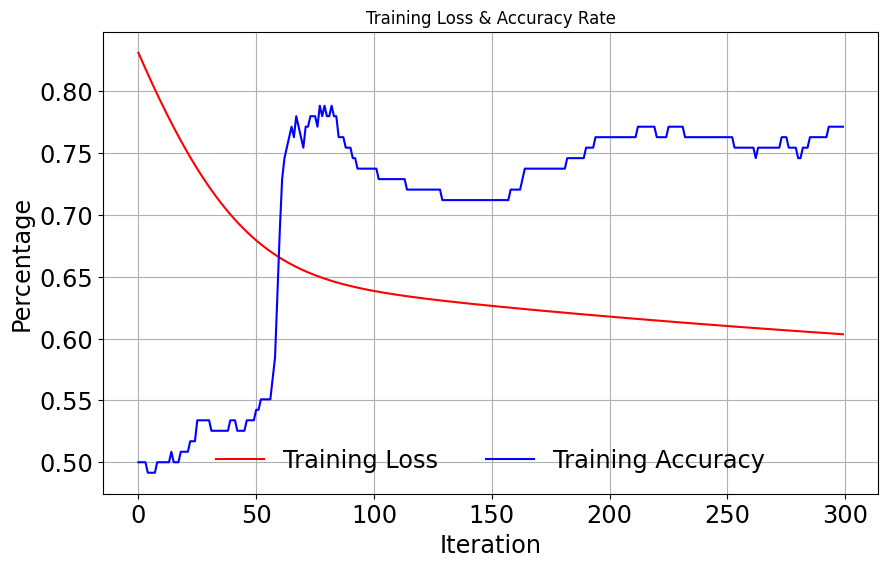 Training Loss & Accuracy Rate
Percentage
0.80
0.75
0.70
0.65
0.60
0.55
0.50
Training Loss
Training Accuracy
0 50 100 150 200 250 300
Iteration